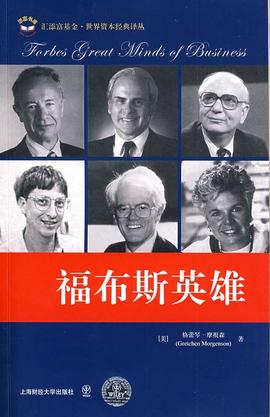 汇添富基金·世界资本经典译丛
Forbes Great Minds of Business
福布斯英雄
[美] 格蕾琴·摩根森 著
(Gretchen Morgenson)
上海财经大学出版社